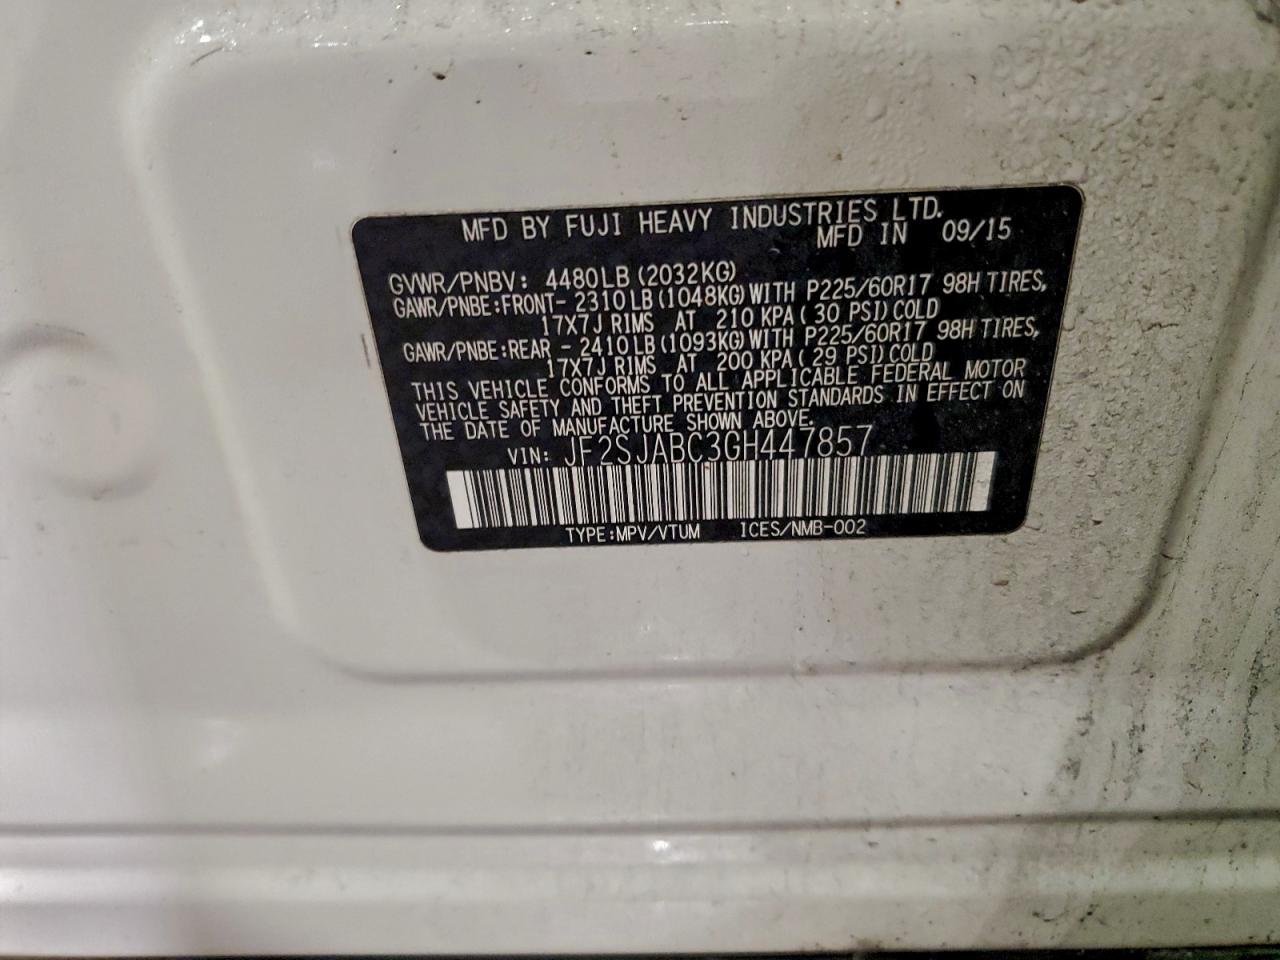 MFD BY FUJI HEAVY INDUSTRIES LTD.
MFD IN 09/15
GVWR/PNBV: 4480LB (2032KG)
GAWR/PNBE:FRONT- 2310LB (1048KG) WITH P225/60R17 98H TIRES,
17X7J RIMS AT 210 KPA ( 30 PSI) COLD
GAWR/PNBE:REAR - 2410LB (1093KG) WITH P225/60R17 98H TIRES,
17X7J RIMS AT 200 KPA ( 29 PSI) COLD
THIS VEHICLE CONFORMS TO ALL APPLICABLE FEDERAL MOTOR
VEHICLE SAFETY AND THEFT PREVENTION STANDARDS IN EFFECT ON
THE DATE OF MANUFACTURE SHOWN ABOVE.
VIN: JF2SJABC3GH447857
TYPE:MPV/VTUM ICES/NMB-002